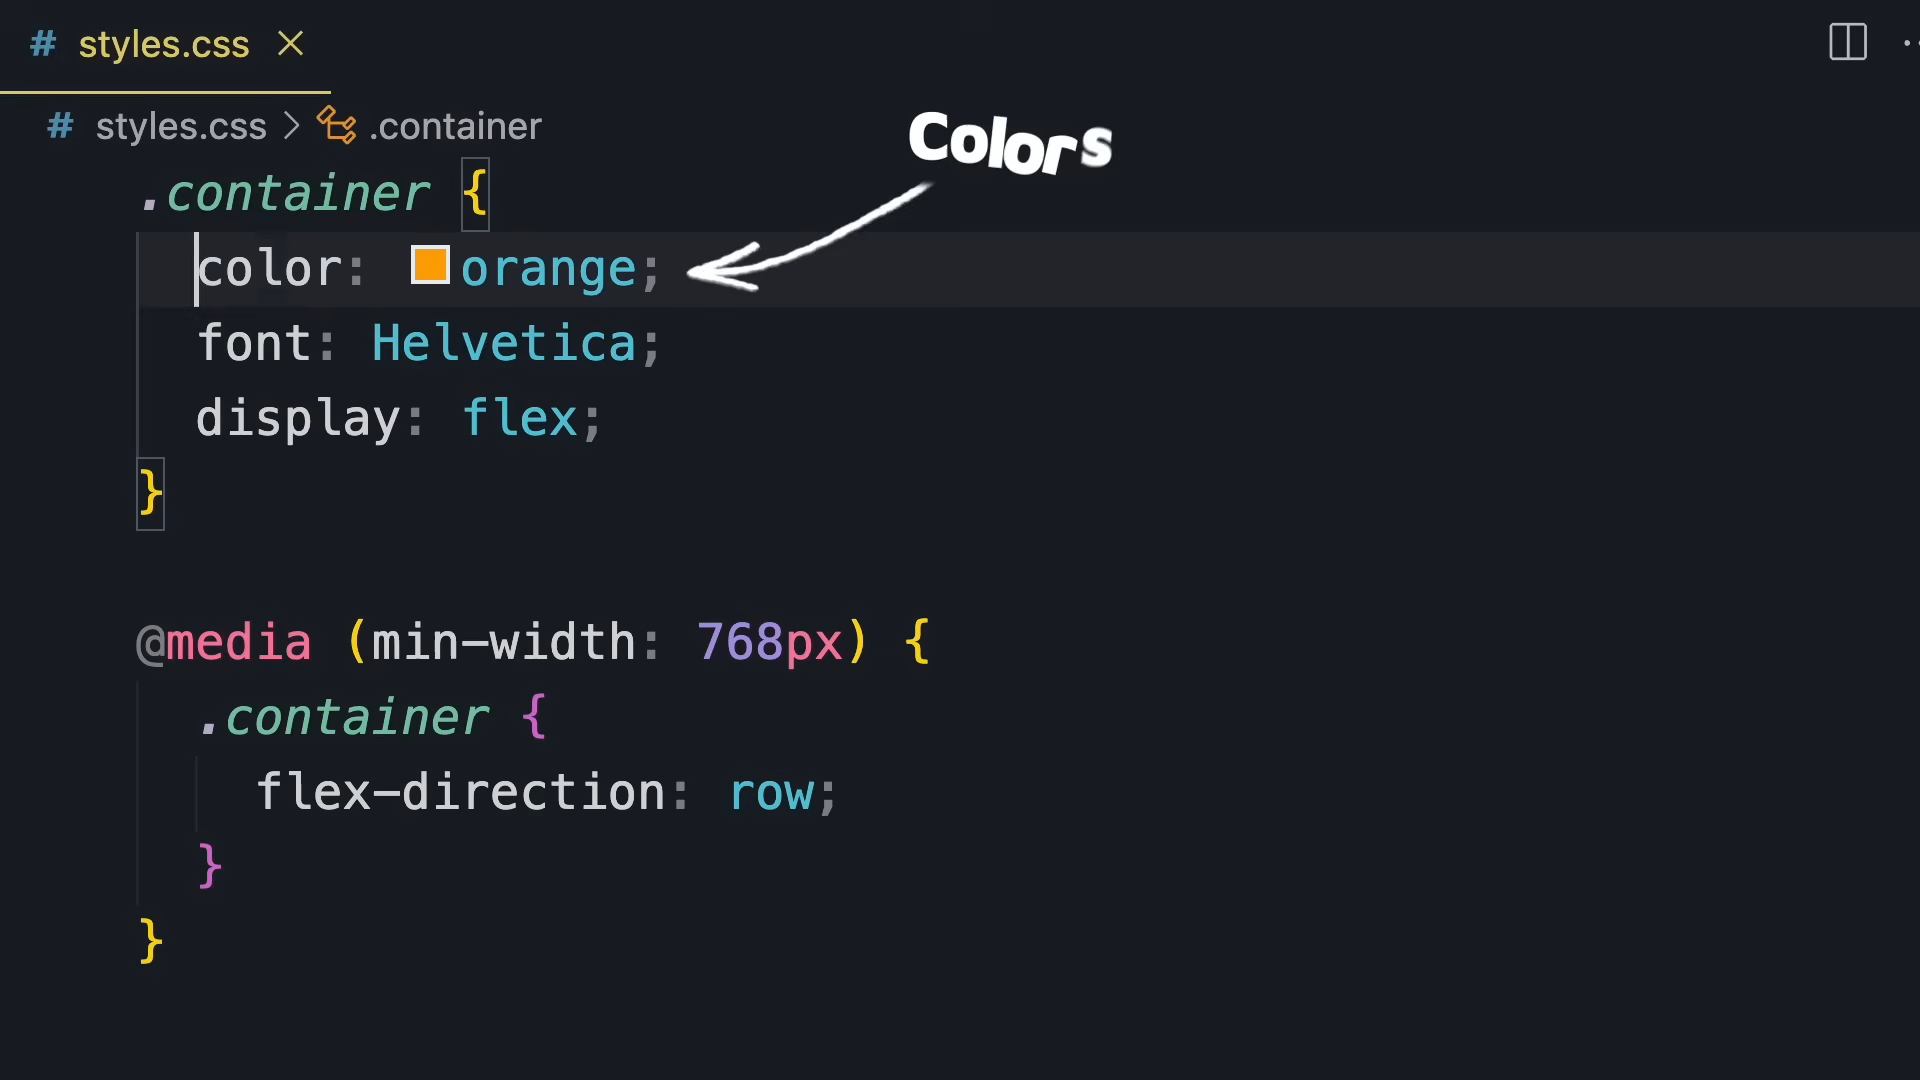 # styles.css
# styles.css > .container
Colors
.container {
color: orange;
font: Helvetica;
display: flex;
}
@media (min-width: 768px) {
.container {
flex-direction: row;
}
}